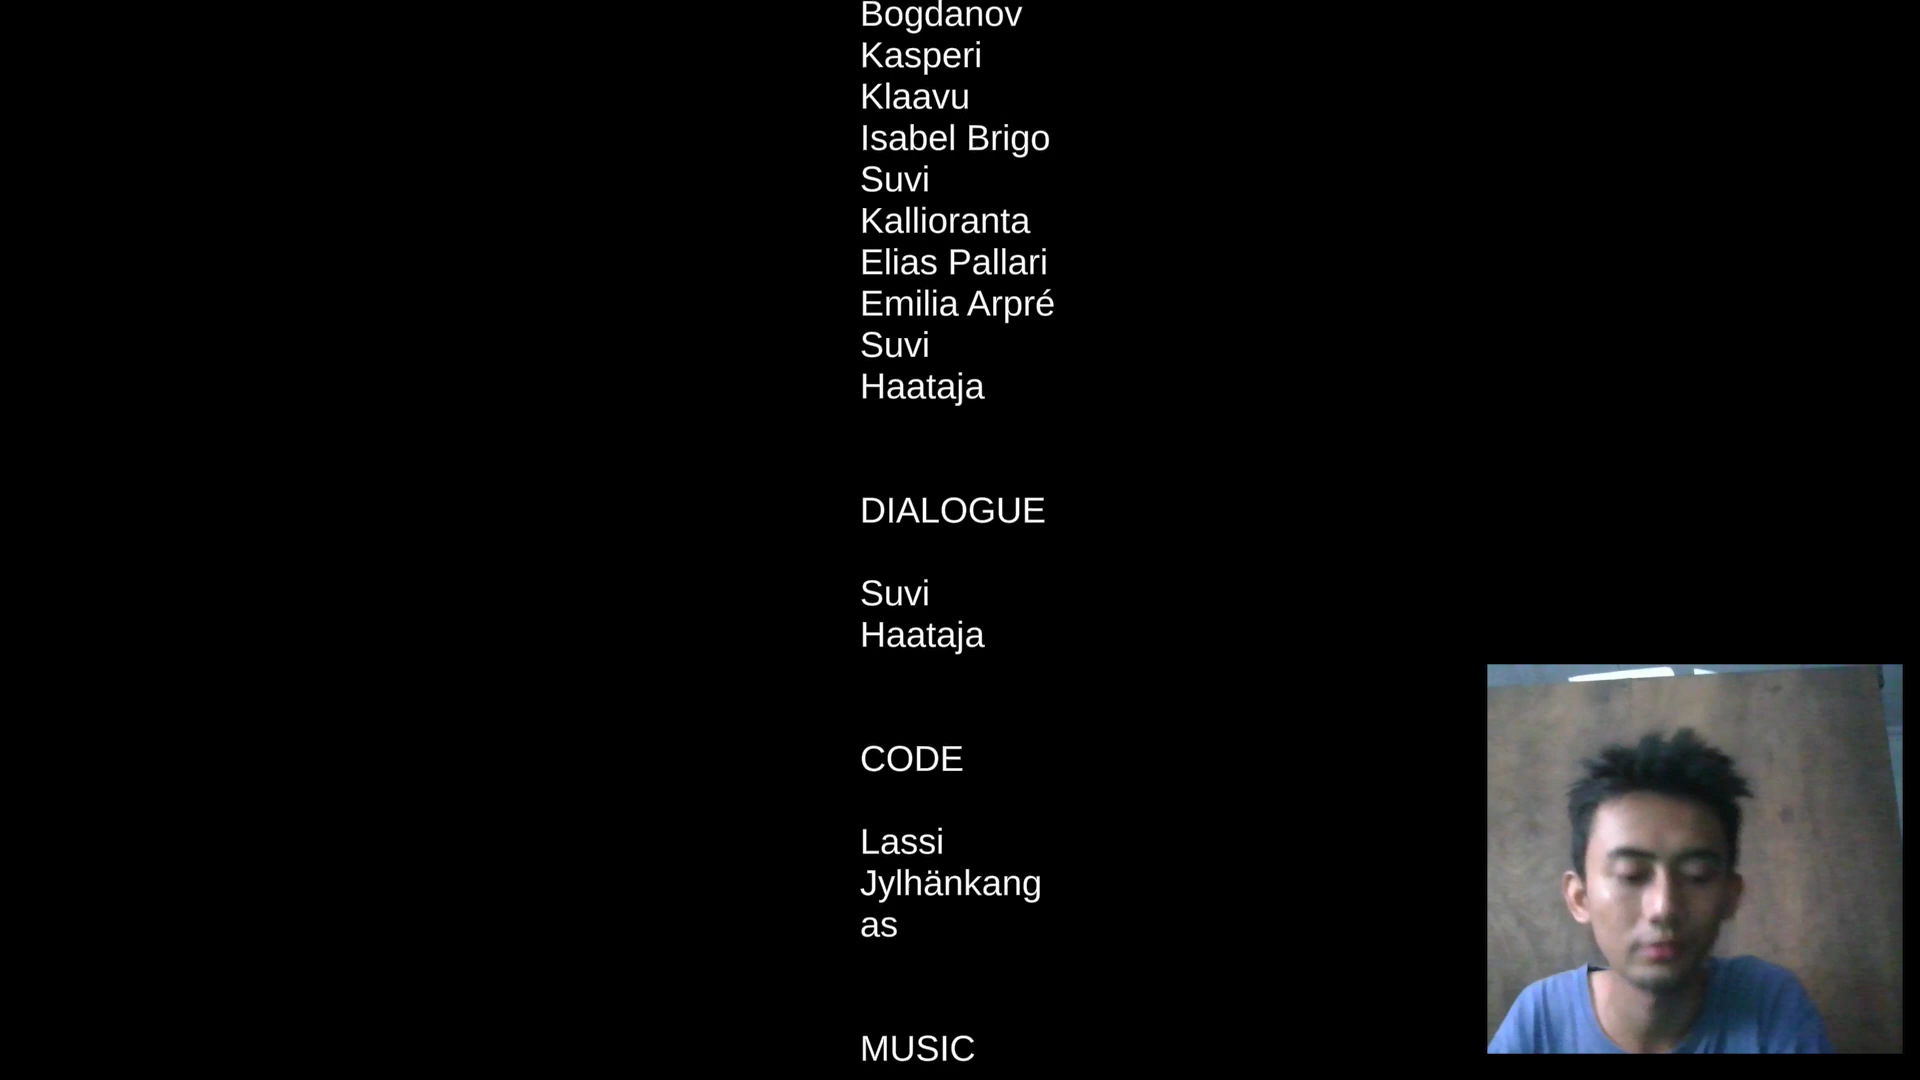 Bogdanov
Kasperi
Klaavu
Isabel Brigo
Suvi
Kallioranta
Elias Pallari
Emilia Arpré
Suvi
Haataja
DIALOGUE
Suvi
Haataja
CODE
Lassi
Jylhänkang
as
MUSIC